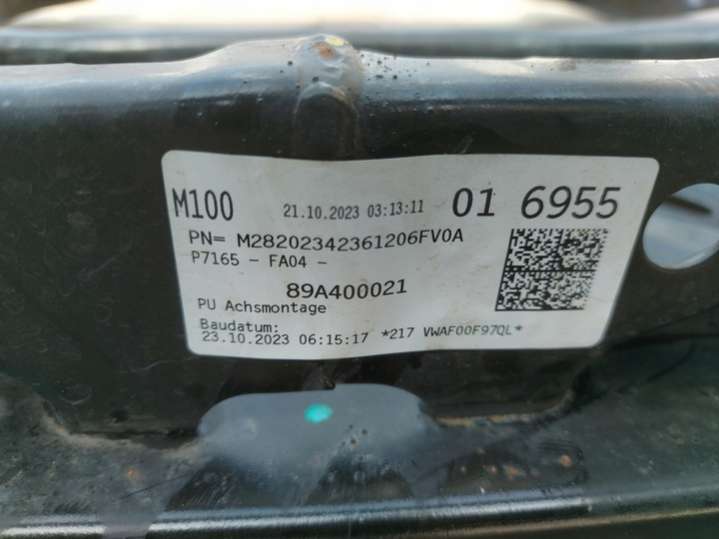 M100 21.10.2023 03:13:11 01 6955
PN= M28202342361206FV0A
P7165 - FA04 -
89A400021
PU Achsmontage
Baudatum:
23.10.2023 06:15:17 *217 VWAF00F97QL*